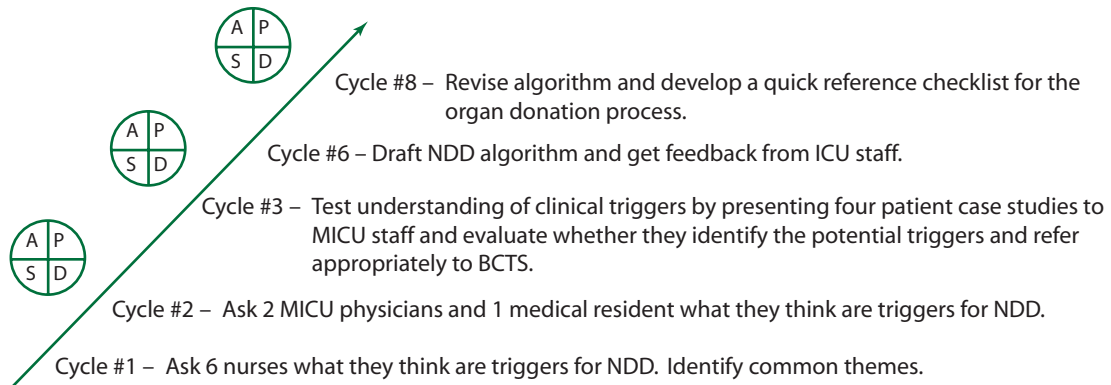 A P
S D
Cycle #8 – Revise algorithm and develop a quick reference checklist for the
organ donation process.
A P
S D
Cycle #6 – Draft NDD algorithm and get feedback from ICU staff.
Cycle #3 – Test understanding of clinical triggers by presenting four patient case studies to
MICU staff and evaluate whether they identify the potential triggers and refer
appropriately to BCTS.
A P
S D
Cycle #2 – Ask 2 MICU physicians and 1 medical resident what they think are triggers for NDD.
Cycle #1 – Ask 6 nurses what they think are triggers for NDD. Identify common themes.